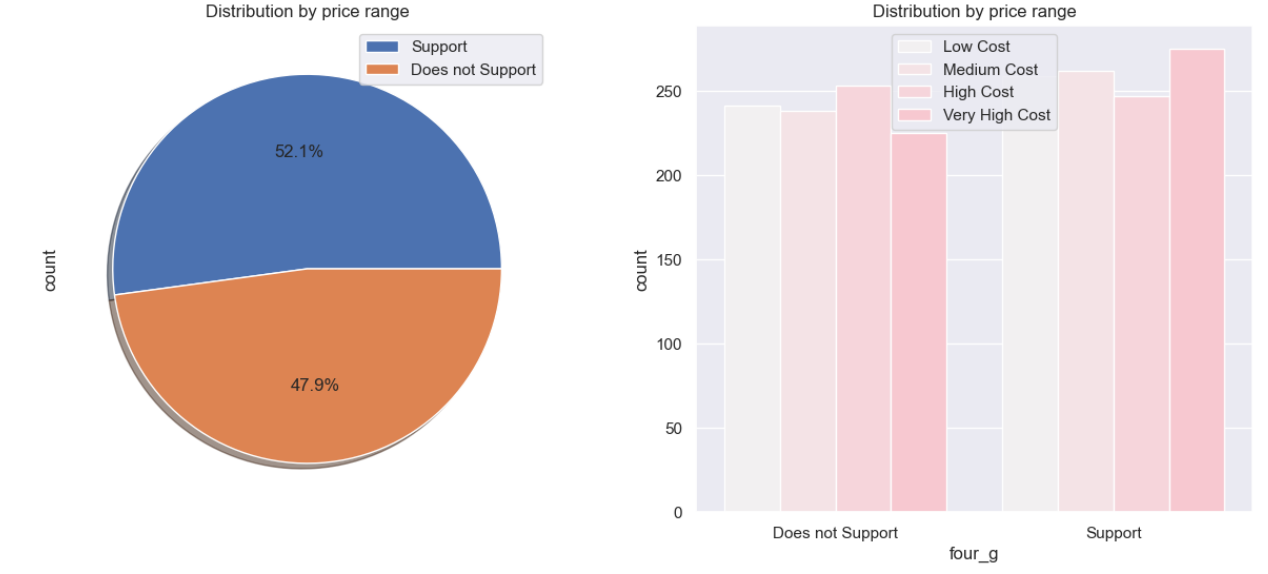 Distribution by price range
Support
Does not Support
52.1%
47.9%
count
Distribution by price range
Low Cost
Medium Cost
High Cost
Very High Cost
250
200
150
100
50
0
count
Does not Support
Support
four_g